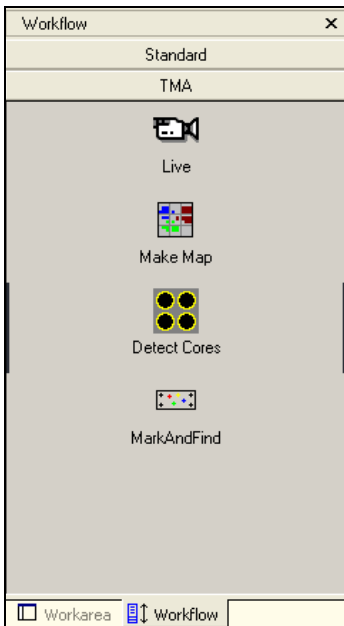 Workflow
Standard
TMA
Live
Make Map
Detect Cores
MarkAndFind
Workarea Workflow